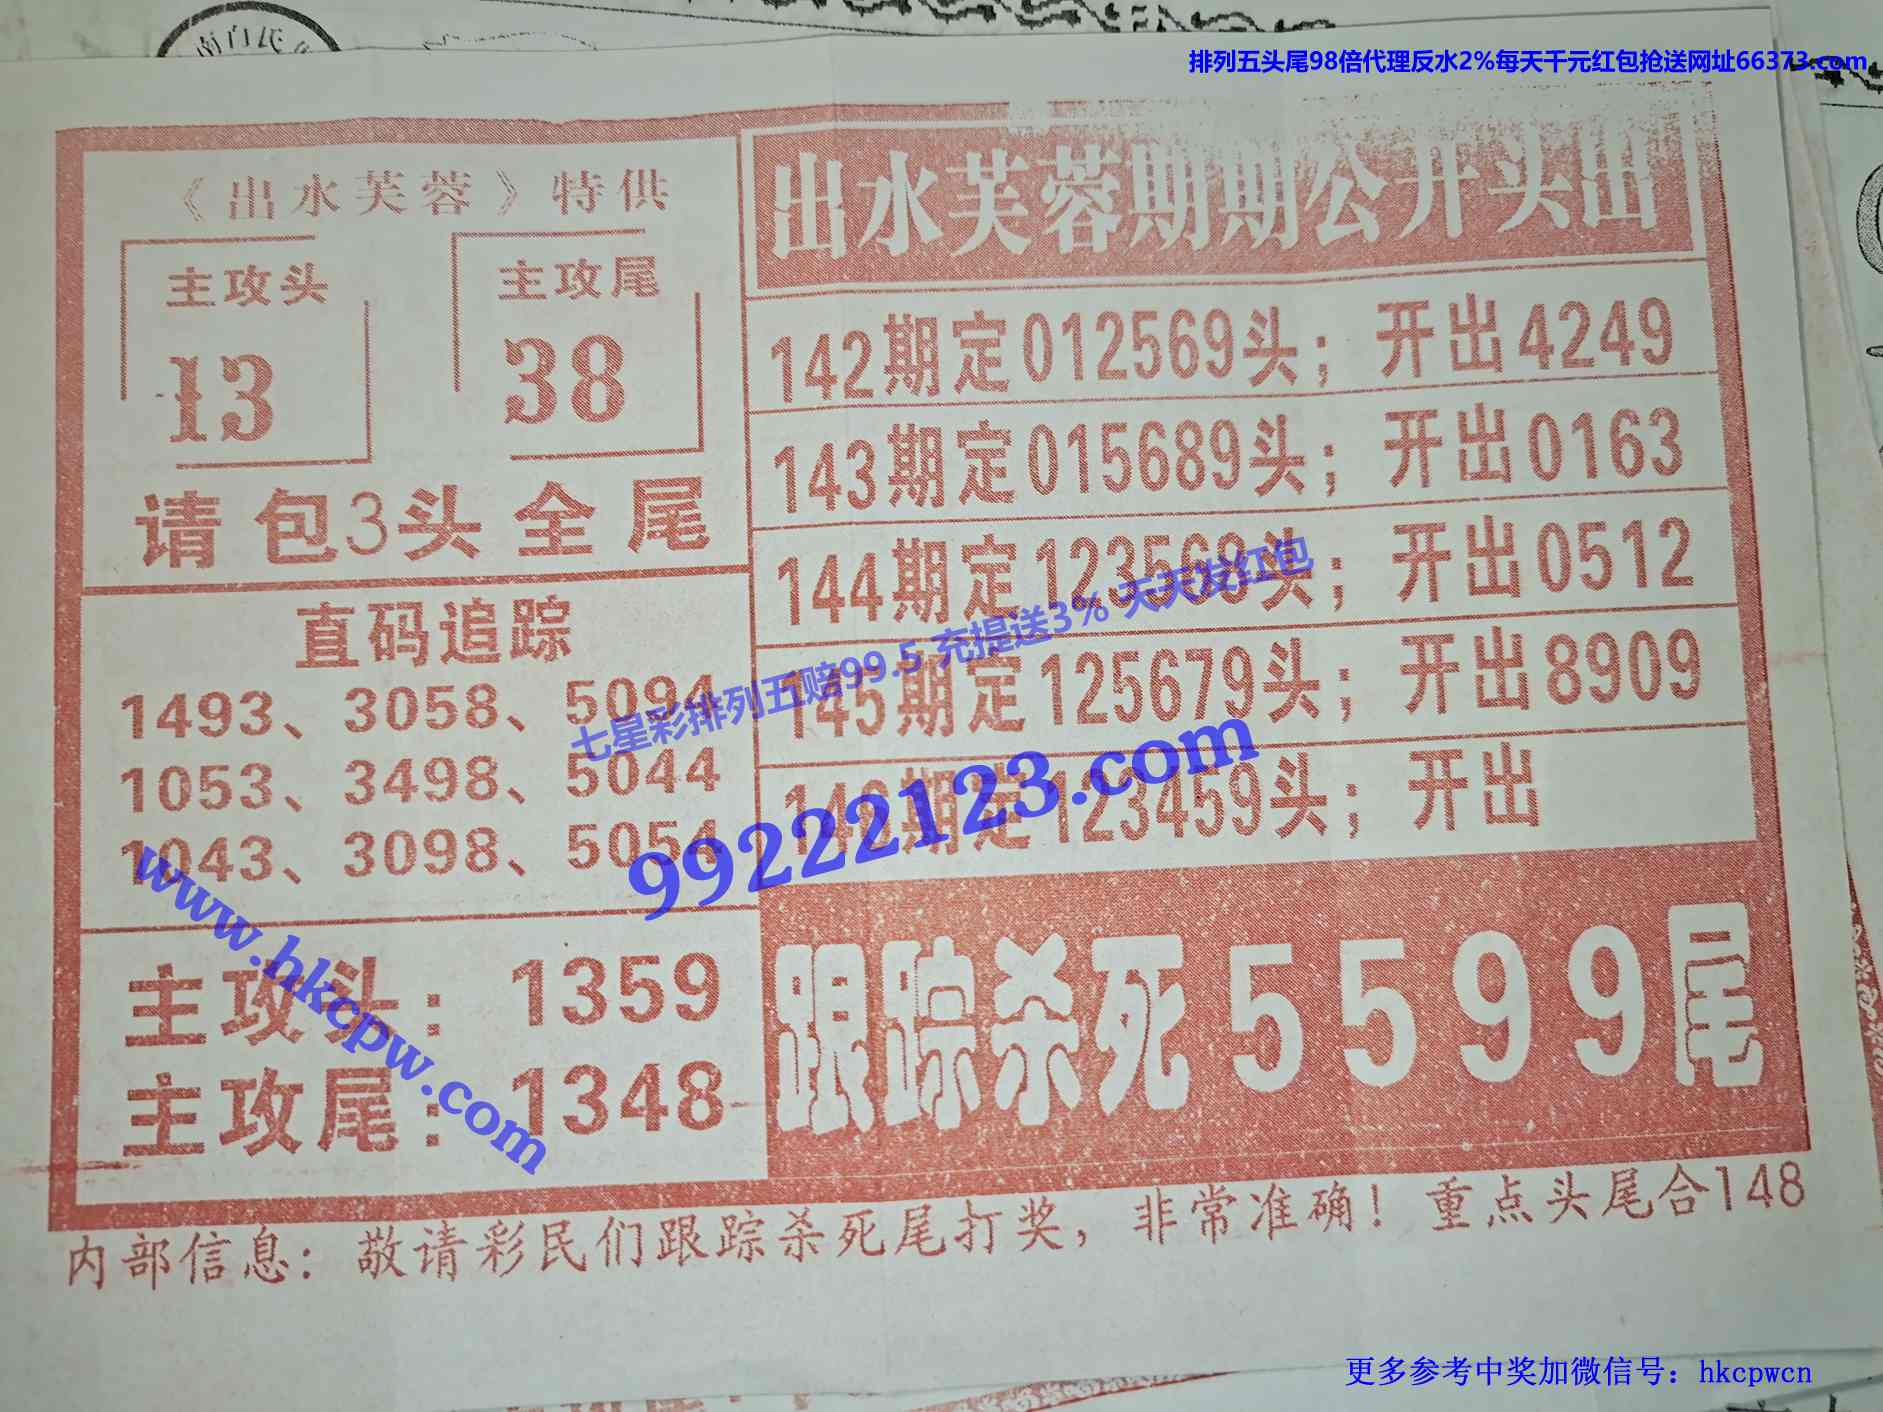 排列五头尾98倍代理反水2%每天千元红包抢送网址66373.com
《出水芙蓉》特供
主攻头
13
主攻尾
38
请包3头全尾
直码追踪
1493、3058、5094
1053、3498、5044
1043、3098、5054
主攻头：1359
主攻尾：1348
出水芙蓉期期公开头出
142期定012569头；开出4249
143期定015689头；开出0163
144期定123569头；开出0512
145期定125679头；开出8909
146期定123459头；开出
跟踪杀死5599尾
内部信息：敬请彩民们跟踪杀死尾打奖，非常准确！重点头尾合148
七星彩排列五赔99.5 充提送3% 天天发红包
99222123.com
www.hkcpw.com
更多参考中奖加微信号：hkcpwcn